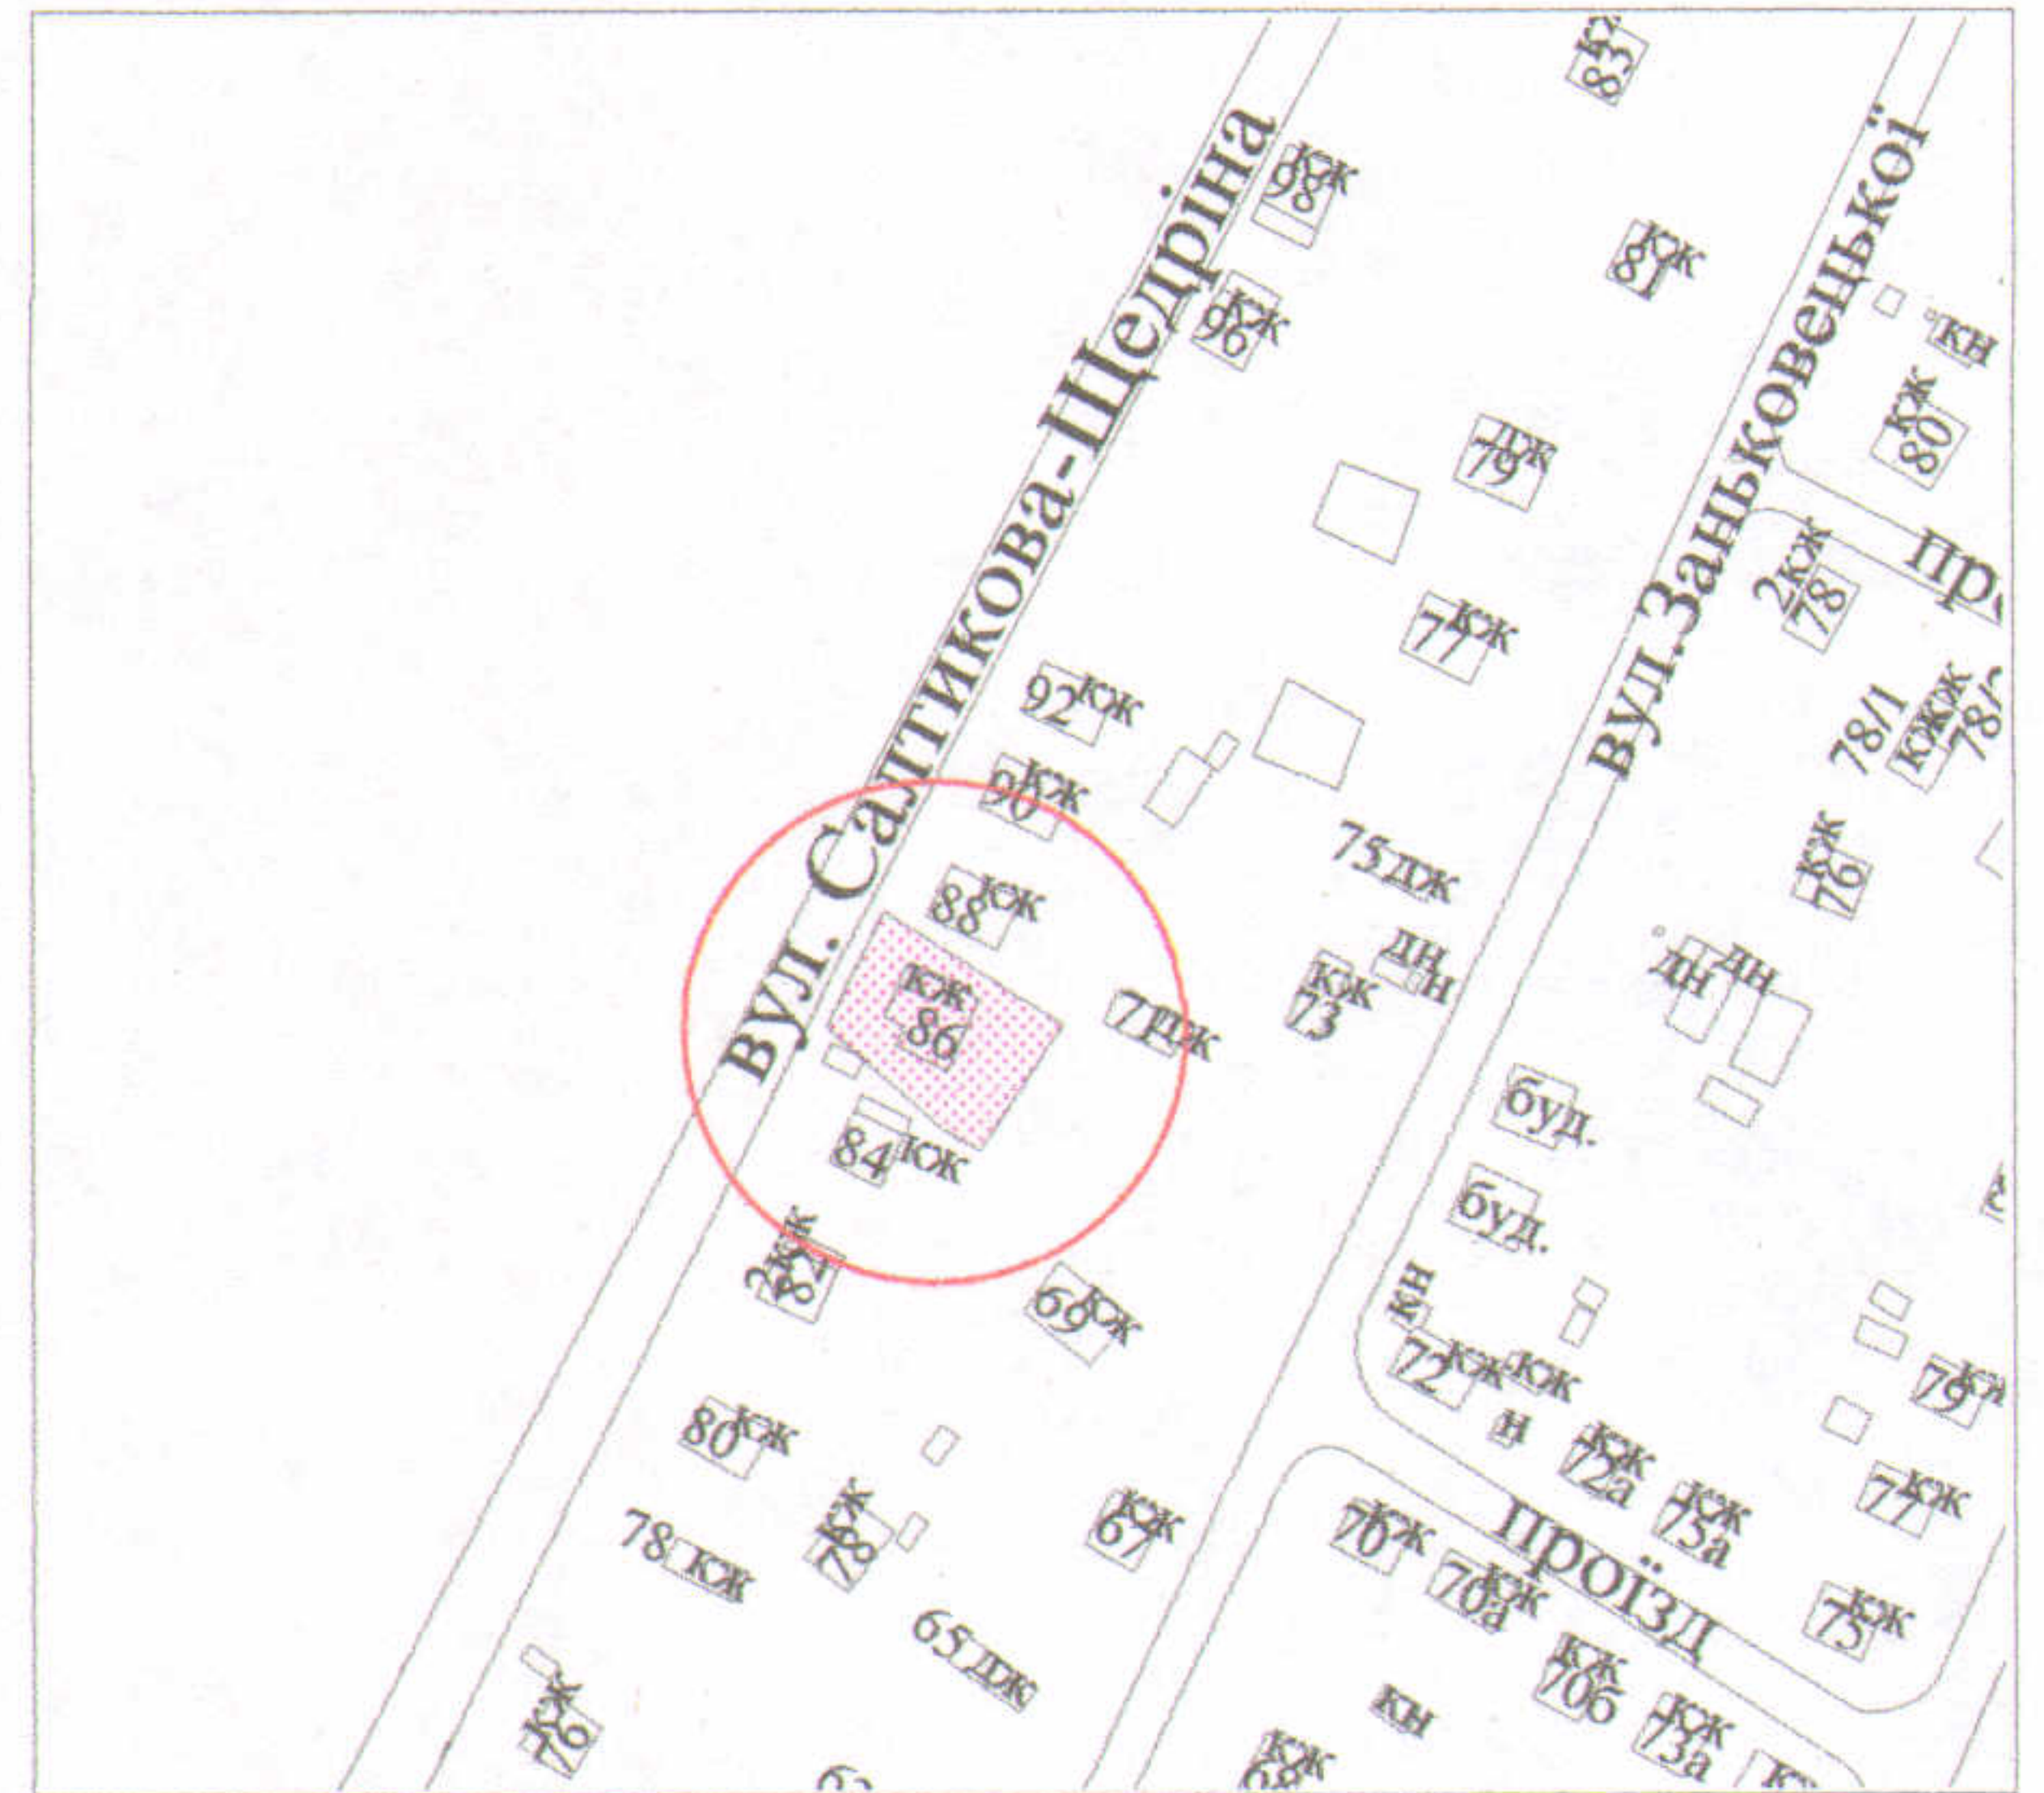 кж
83
вул. Салтикова-Щедріна
вул.Заньковецької
98 кж
81 кж
96 кж
кн
кж
80
79 дж
2кж
78
77 кж
78/1
кжж
92 кж
90 кж
кж
76
75 дж
88 кж
дн
н
дн
дн
кж
86
71 дж
кж
73
буд.
84 кж
буд.
2кж
82
69 кж
кн
72 кж
кж
79 кж
80 кж
н
кж
72а
77 кж
кж
78
78 кж
кж
67
70 кж
проїзд
кж
75а
70а кж
75 кж
65 дж
кж
70б
кж
76
кн
кж
73а
кж